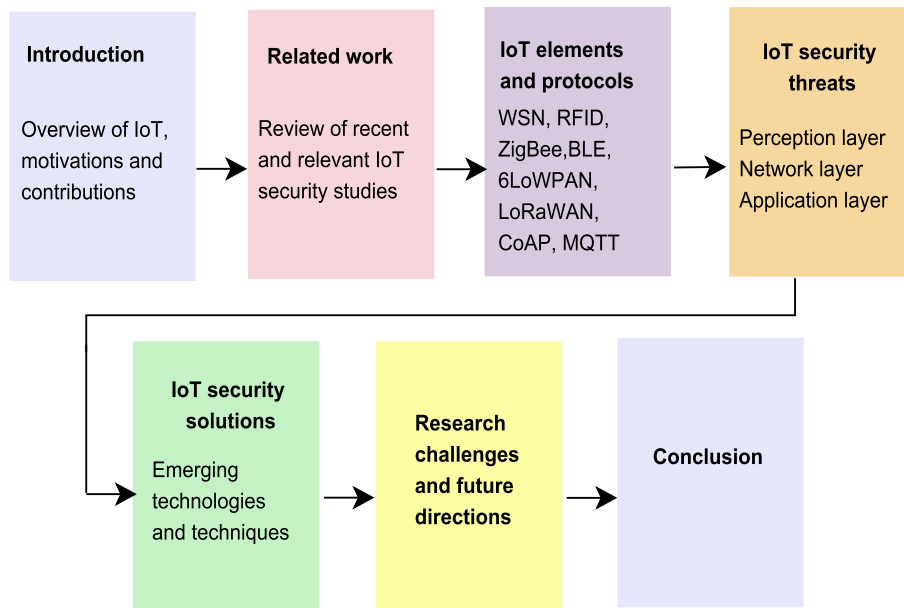 Introduction
Overview of IoT,
motivations and
contributions
Related work
Review of recent
and relevant IoT
security studies
IoT elements
and protocols
WSN, RFID,
ZigBee,BLE,
6LoWPAN,
LoRaWAN,
CoAP, MQTT
IoT security
threats
Perception layer
Network layer
Application layer
IoT security
solutions
Emerging
technologies
and techniques
Research
challenges
and future
directions
Conclusion